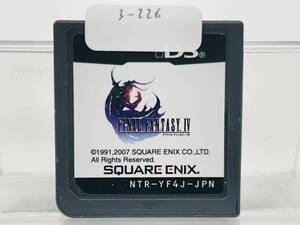 3-226
DS
FINAL FANTASY IV
©1991,2007 SQUARE ENIX CO.,LTD.
All Rights Reserved.
SQUARE ENIX.
NTR-YF4J-JPN